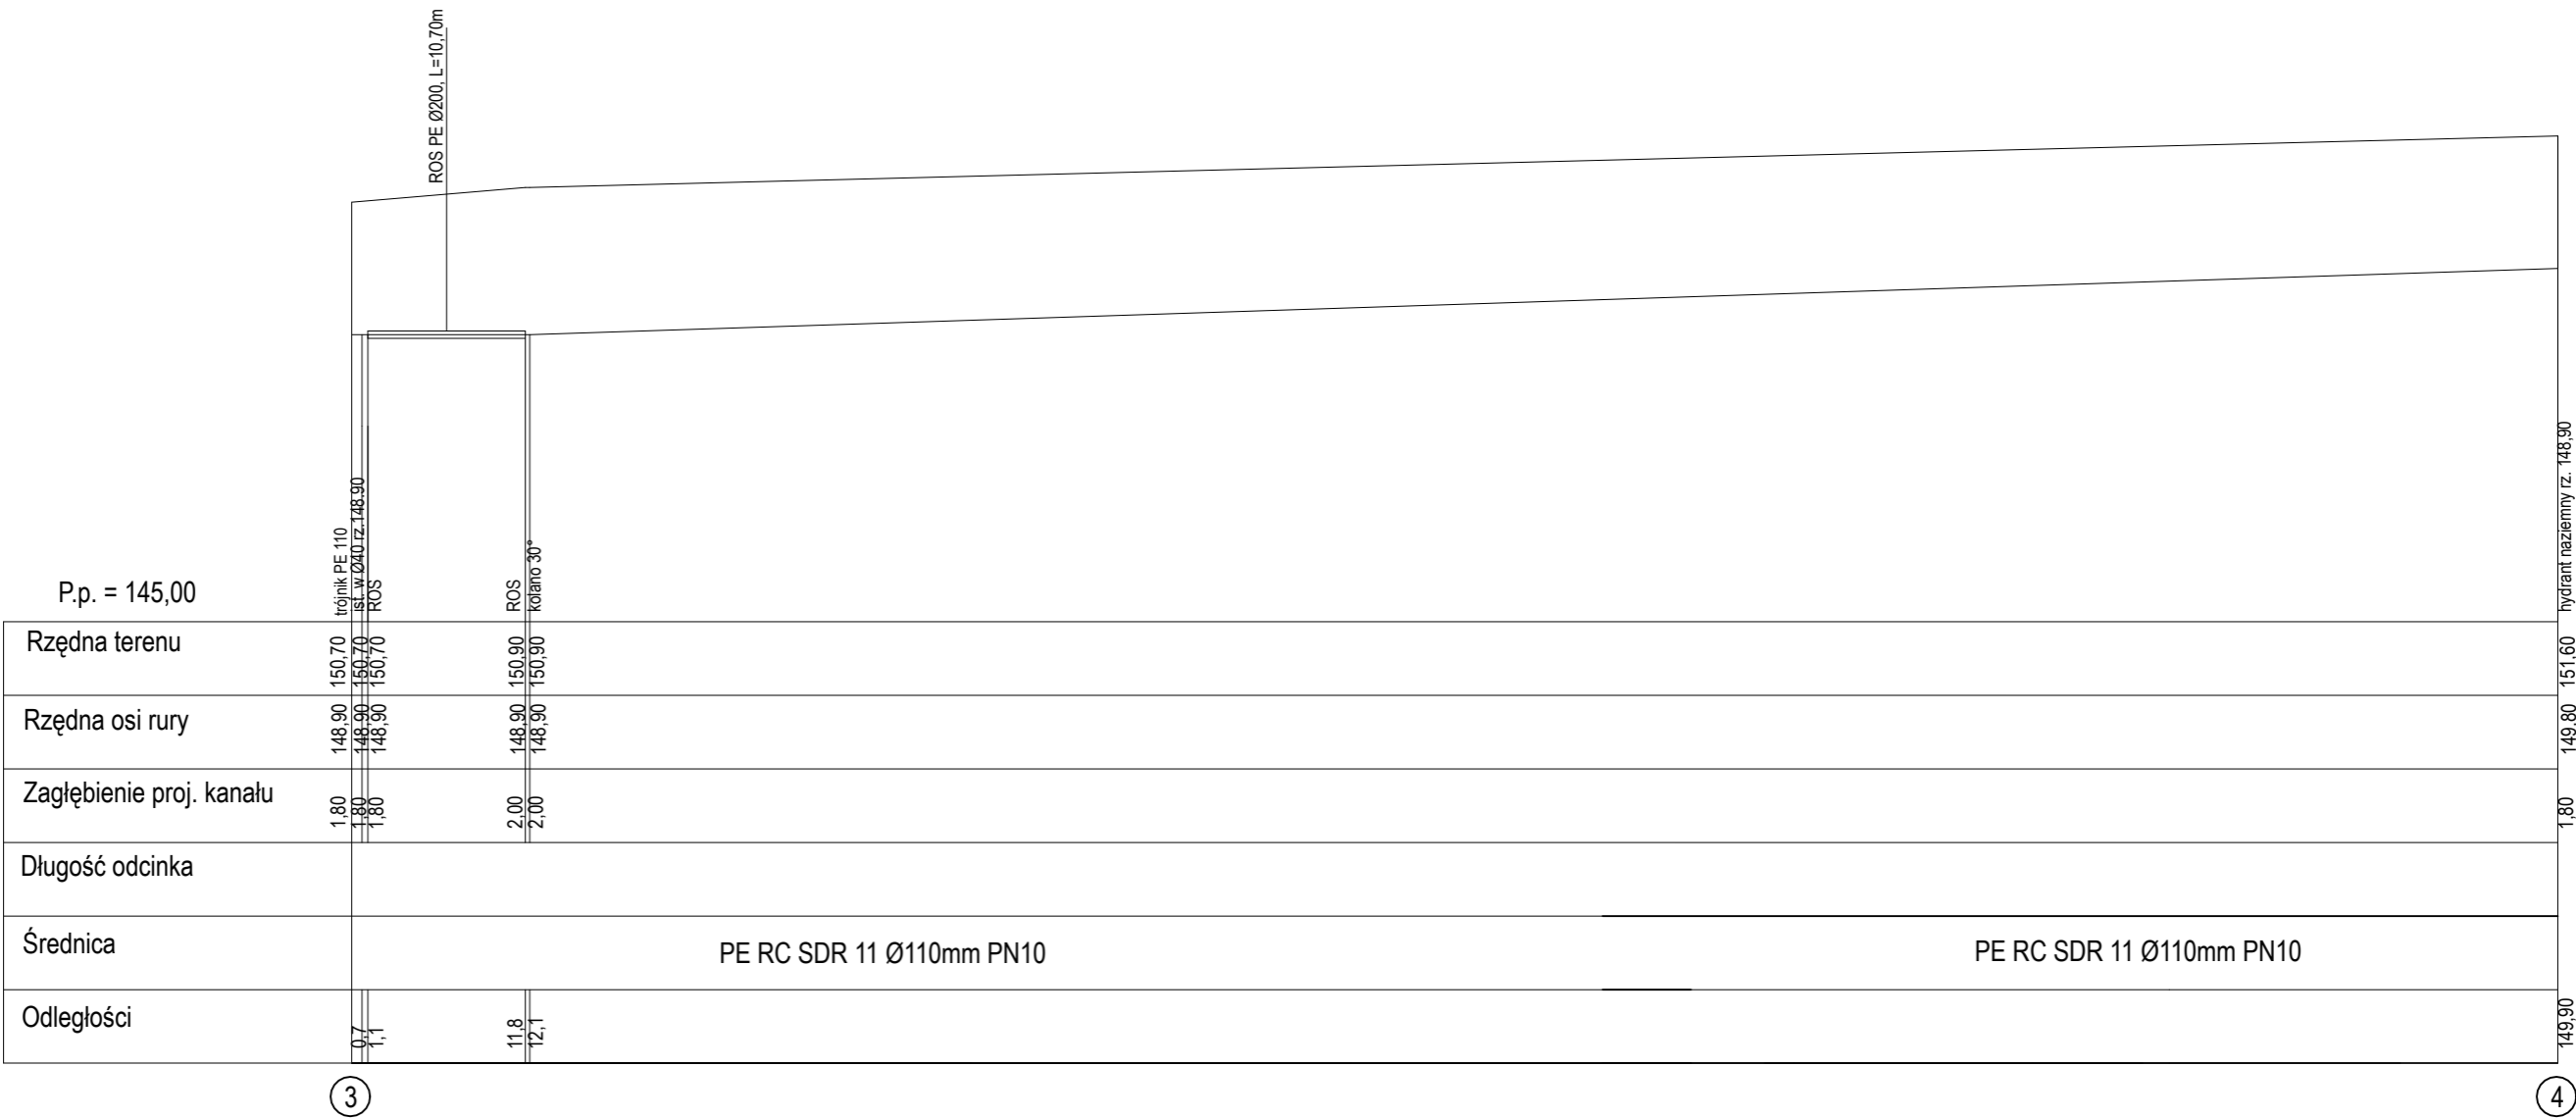 ROS PE Ø200, L=10,70m
P.p. = 145,00
trójnik PE 110
ist. w Ø40 rz.148.90
ROS
ROS
kolano 30°
hydrant naziemny rz. 148,90
Rzędna terenu
150,70
150,70
150,70
150,90
150,90
151,60
Rzędna osi rury
148,90
148,90
148,90
148,90
148,90
149,80
Zagłębienie proj. kanału
1,80
1,80
1,80
2,00
2,00
1,80
Długość odcinka
Średnica
PE RC SDR 11 Ø110mm PN10
PE RC SDR 11 Ø110mm PN10
Odległości
0,7
1,1
11,8
12,1
149,90
3
4